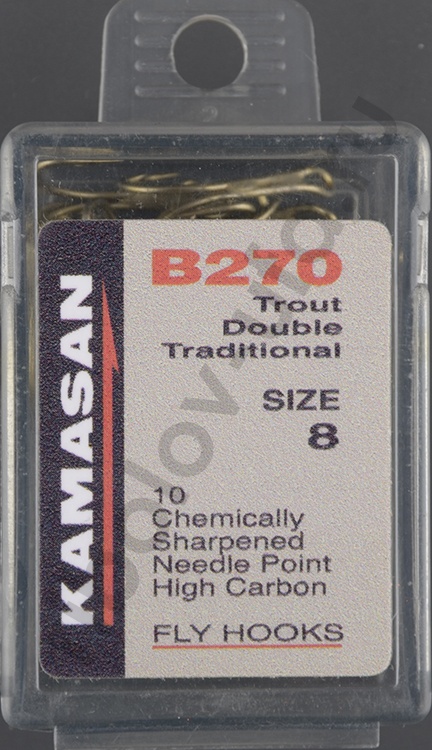 KAMASAN
B270
Trout
Double
Traditional
SIZE
8
10
Chemically
Sharpened
Needle Point
High Carbon
FLY HOOKS